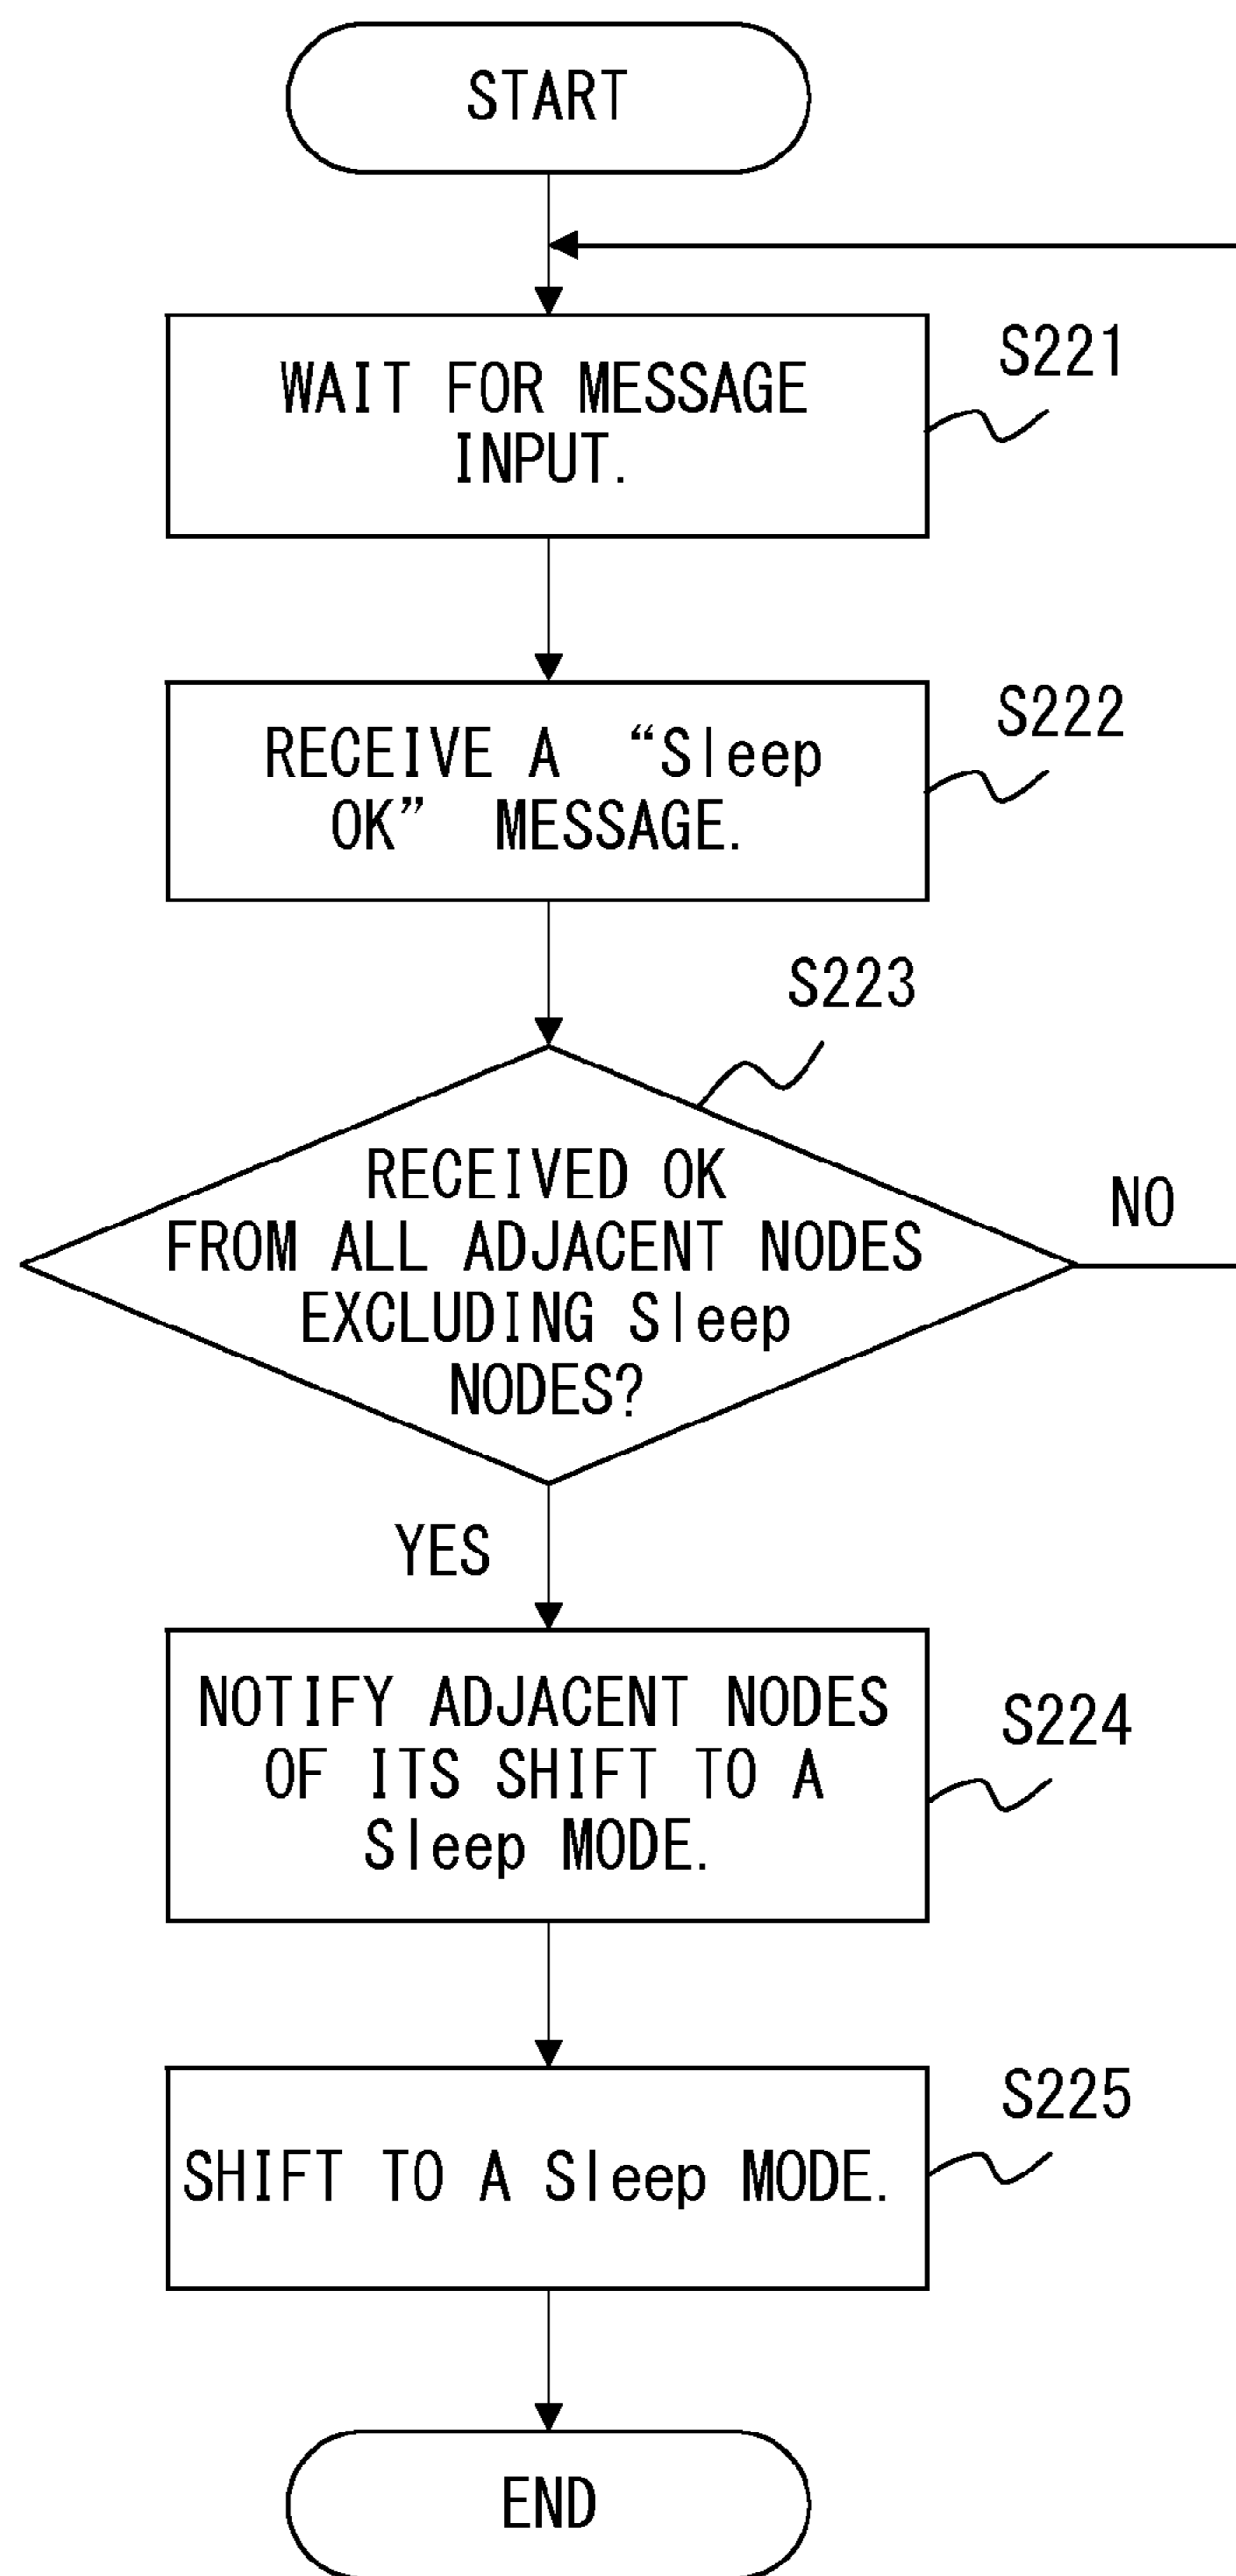 START
WAIT FOR MESSAGE
INPUT.
S221
RECEIVE A “Sleep
OK” MESSAGE.
S222
S223
RECEIVED OK
FROM ALL ADJACENT NODES
EXCLUDING Sleep
NODES?
NO
YES
NOTIFY ADJACENT NODES
OF ITS SHIFT TO A
Sleep MODE.
S224
SHIFT TO A Sleep MODE.
S225
END